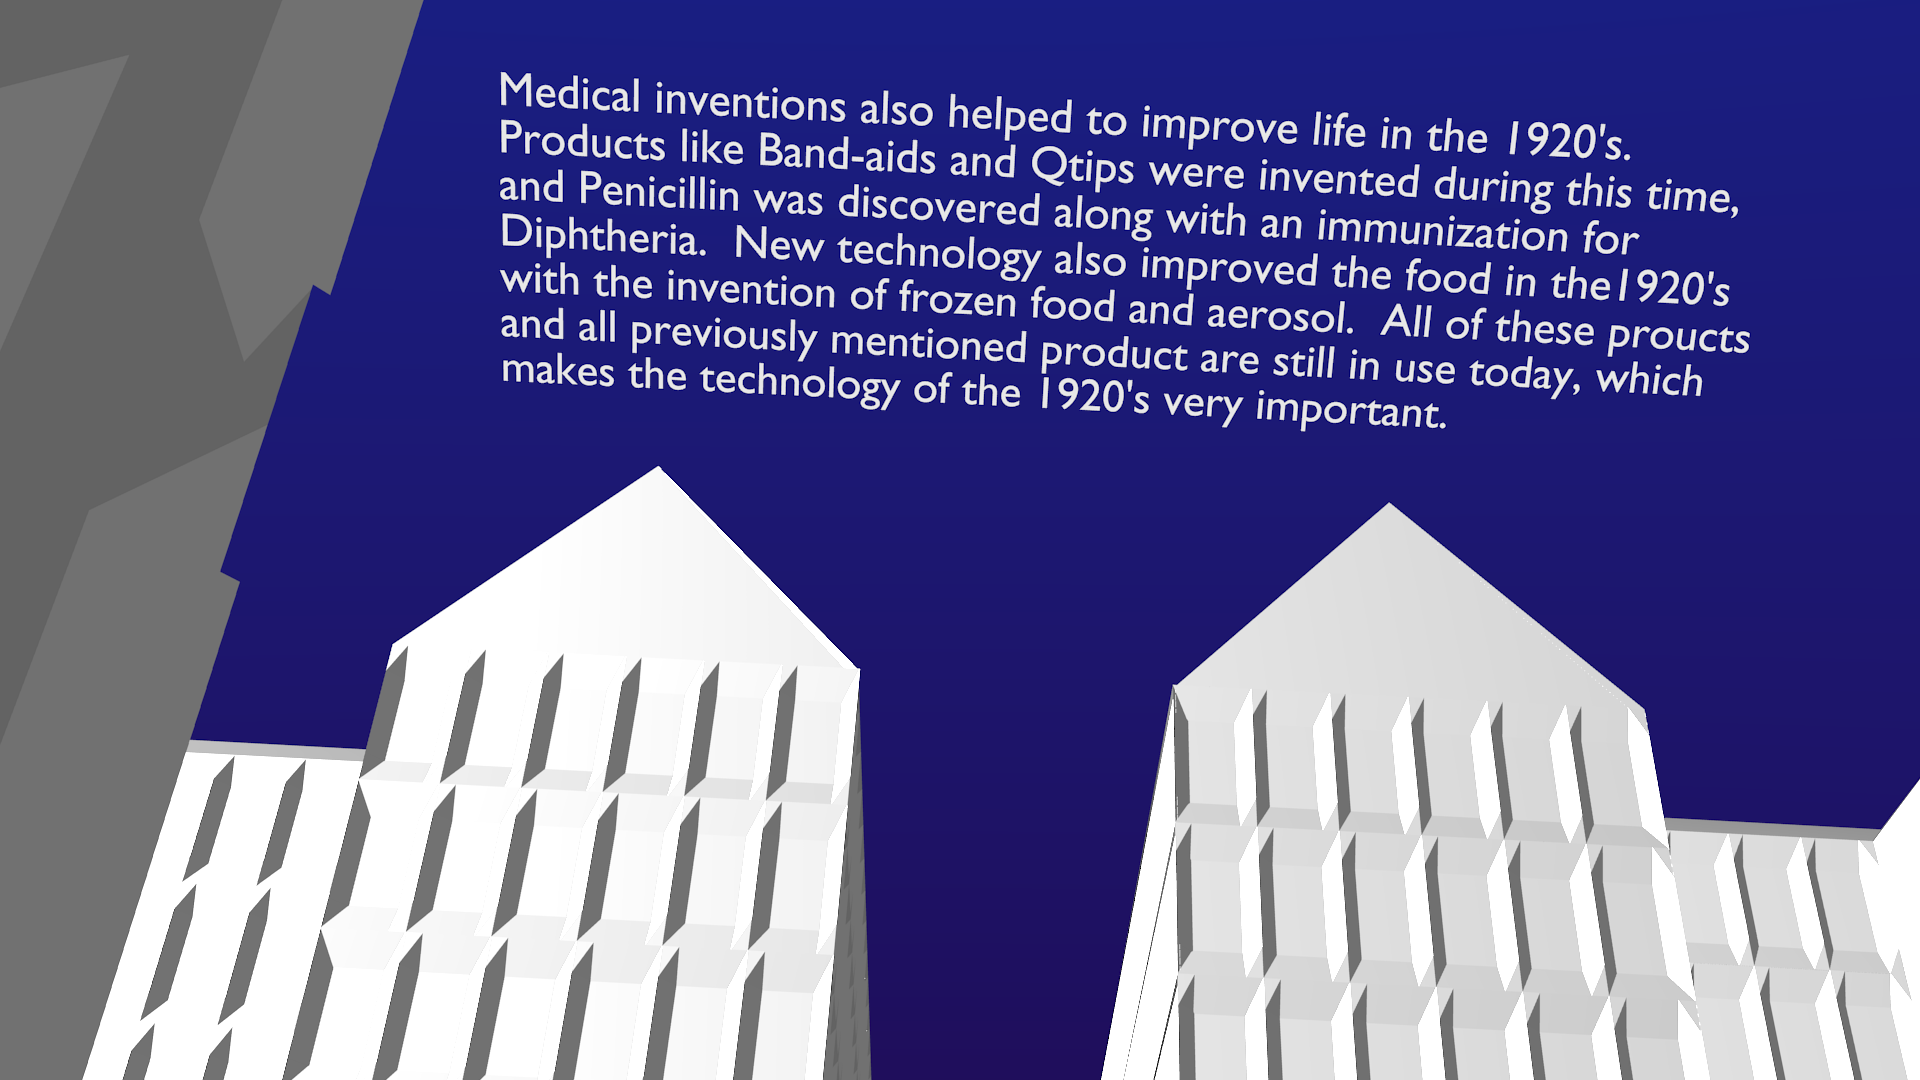 Medical inventions also helped to improve life in the 1920's.
Products like Band-aids and Qtips were invented during this time,
and Penicillin was discovered along with an immunization for
Diphtheria.  New technology also improved the food in the1920's
with the invention of frozen food and aerosol.  All of these proucts
and all previously mentioned product are still in use today, which
makes the technology of the 1920's very important.